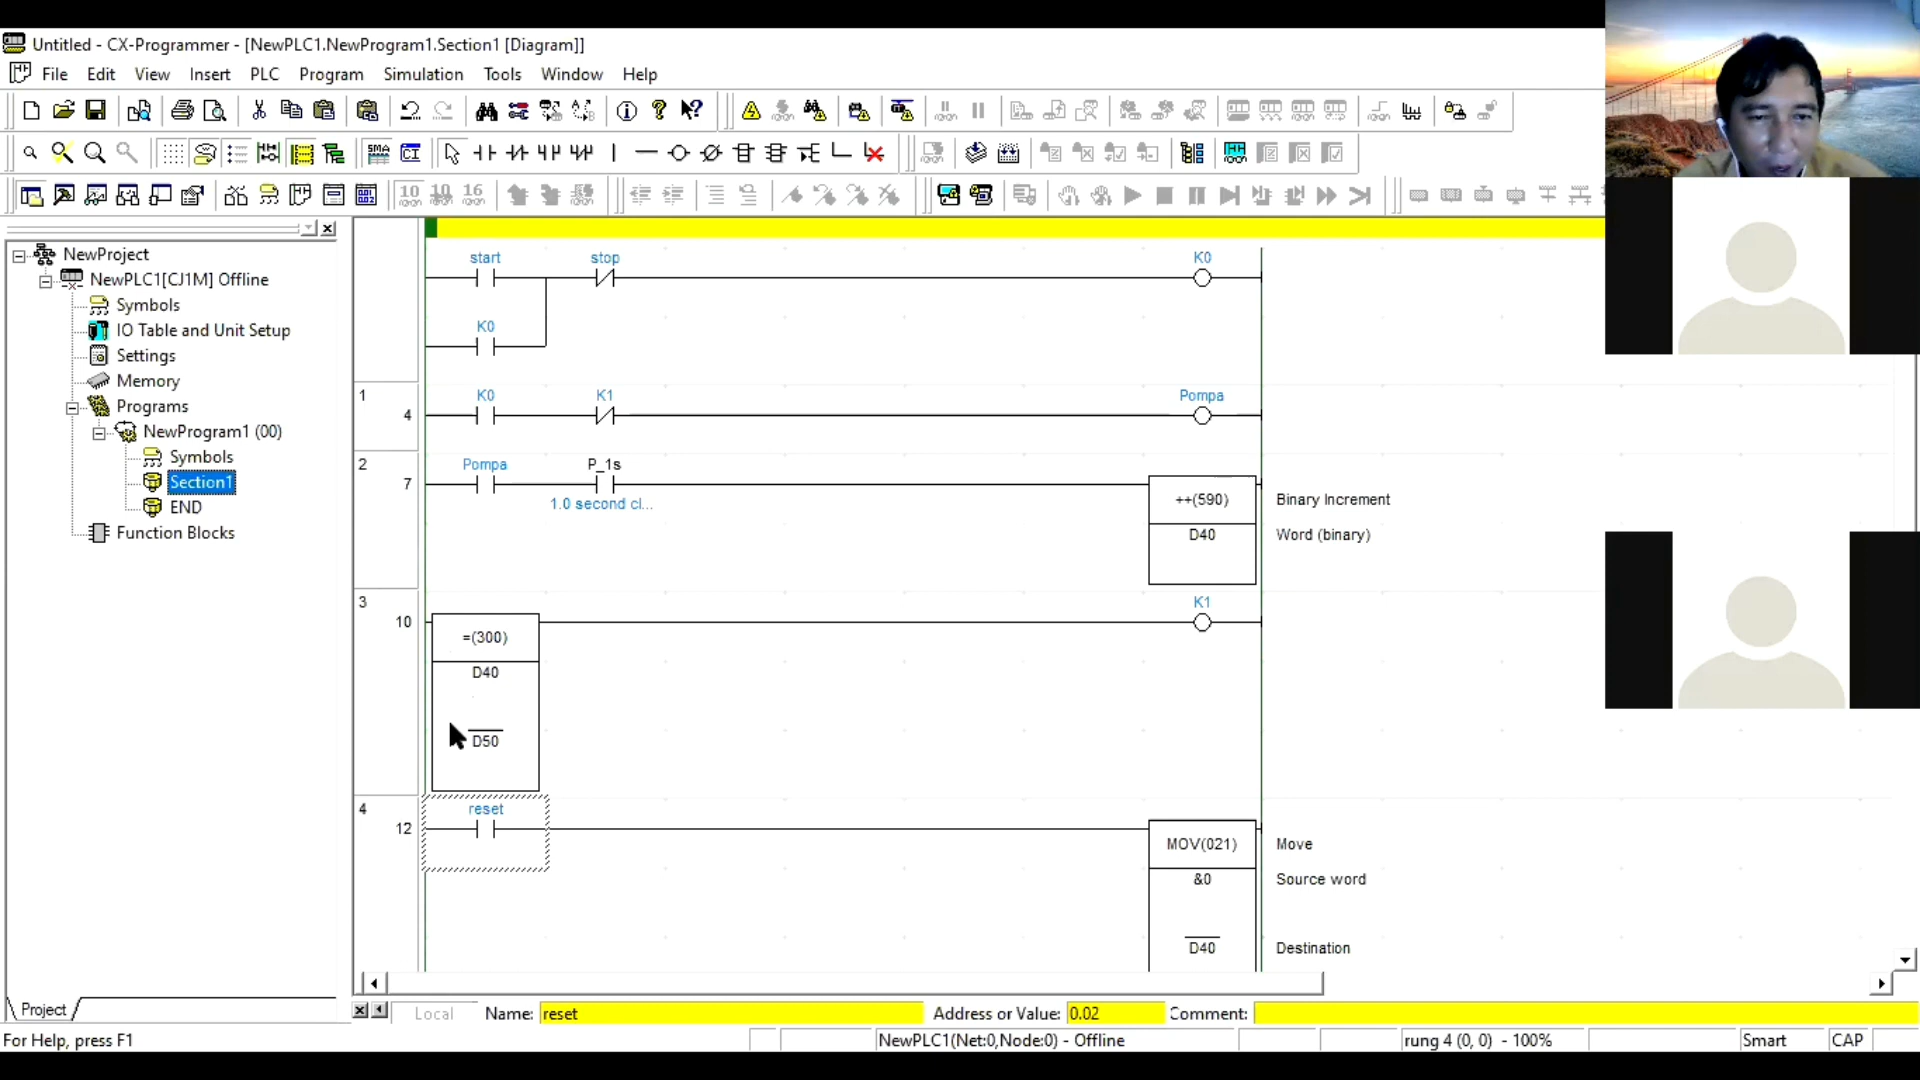 Untitled - CX-Programmer - [NewPLC1.NewProgram1.Section1 [Diagram]]
File Edit View Insert PLC Program Simulation Tools Window Help
SMA CI
10 10 16
NewProject
NewPLC1[CJ1M] Offline
Symbols
IO Table and Unit Setup
Settings
Memory
Programs
NewProgram1 (00)
Symbols
Section1
END
Function Blocks
Project
start stop K0
K0
1 K0 K1 Pompa
4
2 Pompa P_1s
7 ++(590) Binary Increment
1.0 second cl...
D40 Word (binary)
3 K1
10 =(300)
D40
D50
4 reset
12 MOV(021) Move
&0 Source word
D40 Destination
Local Name: reset Address or Value: 0.02 Comment:
For Help, press F1 NewPLC1(Net:0,Node:0) - Offline rung 4 (0, 0) - 100% Smart CAP